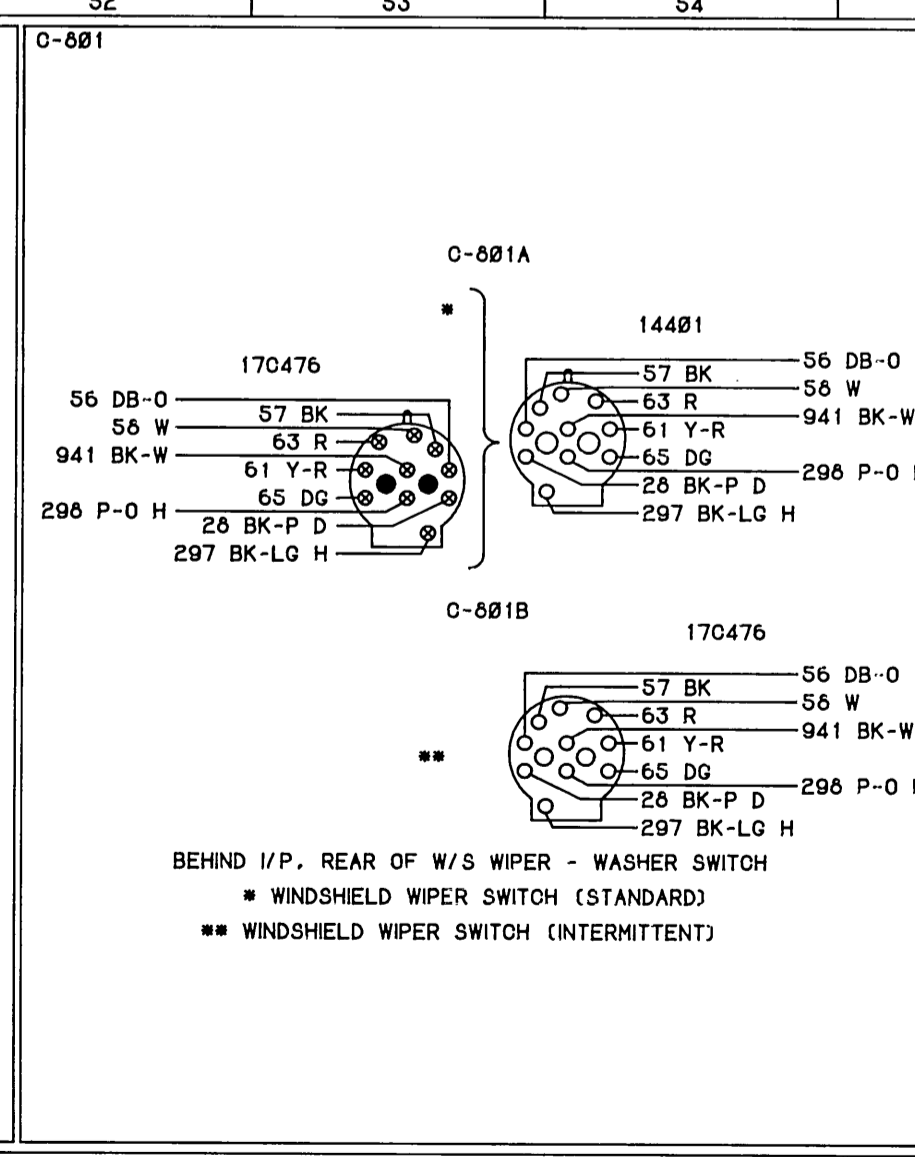 52 53 54
C-801
C-801A
*
14401
17C476
56 DB-O
57 BK
58 W
63 R
941 BK-W
61 Y-R
65 DG
298 P-O H
28 BK-P D
297 BK-LG H
56 DB-O
57 BK
58 W
63 R
941 BK-W
61 Y-R
65 DG
298 P-O
28 BK-P D
297 BK-LG H
C-801B
17C476
**
56 DB-O
57 BK
58 W
63 R
941 BK-W
61 Y-R
65 DG
298 P-O
28 BK-P D
297 BK-LG H
BEHIND I/P, REAR OF W/S WIPER - WASHER SWITCH
* WINDSHIELD WIPER SWITCH (STANDARD)
** WINDSHIELD WIPER SWITCH (INTERMITTENT)